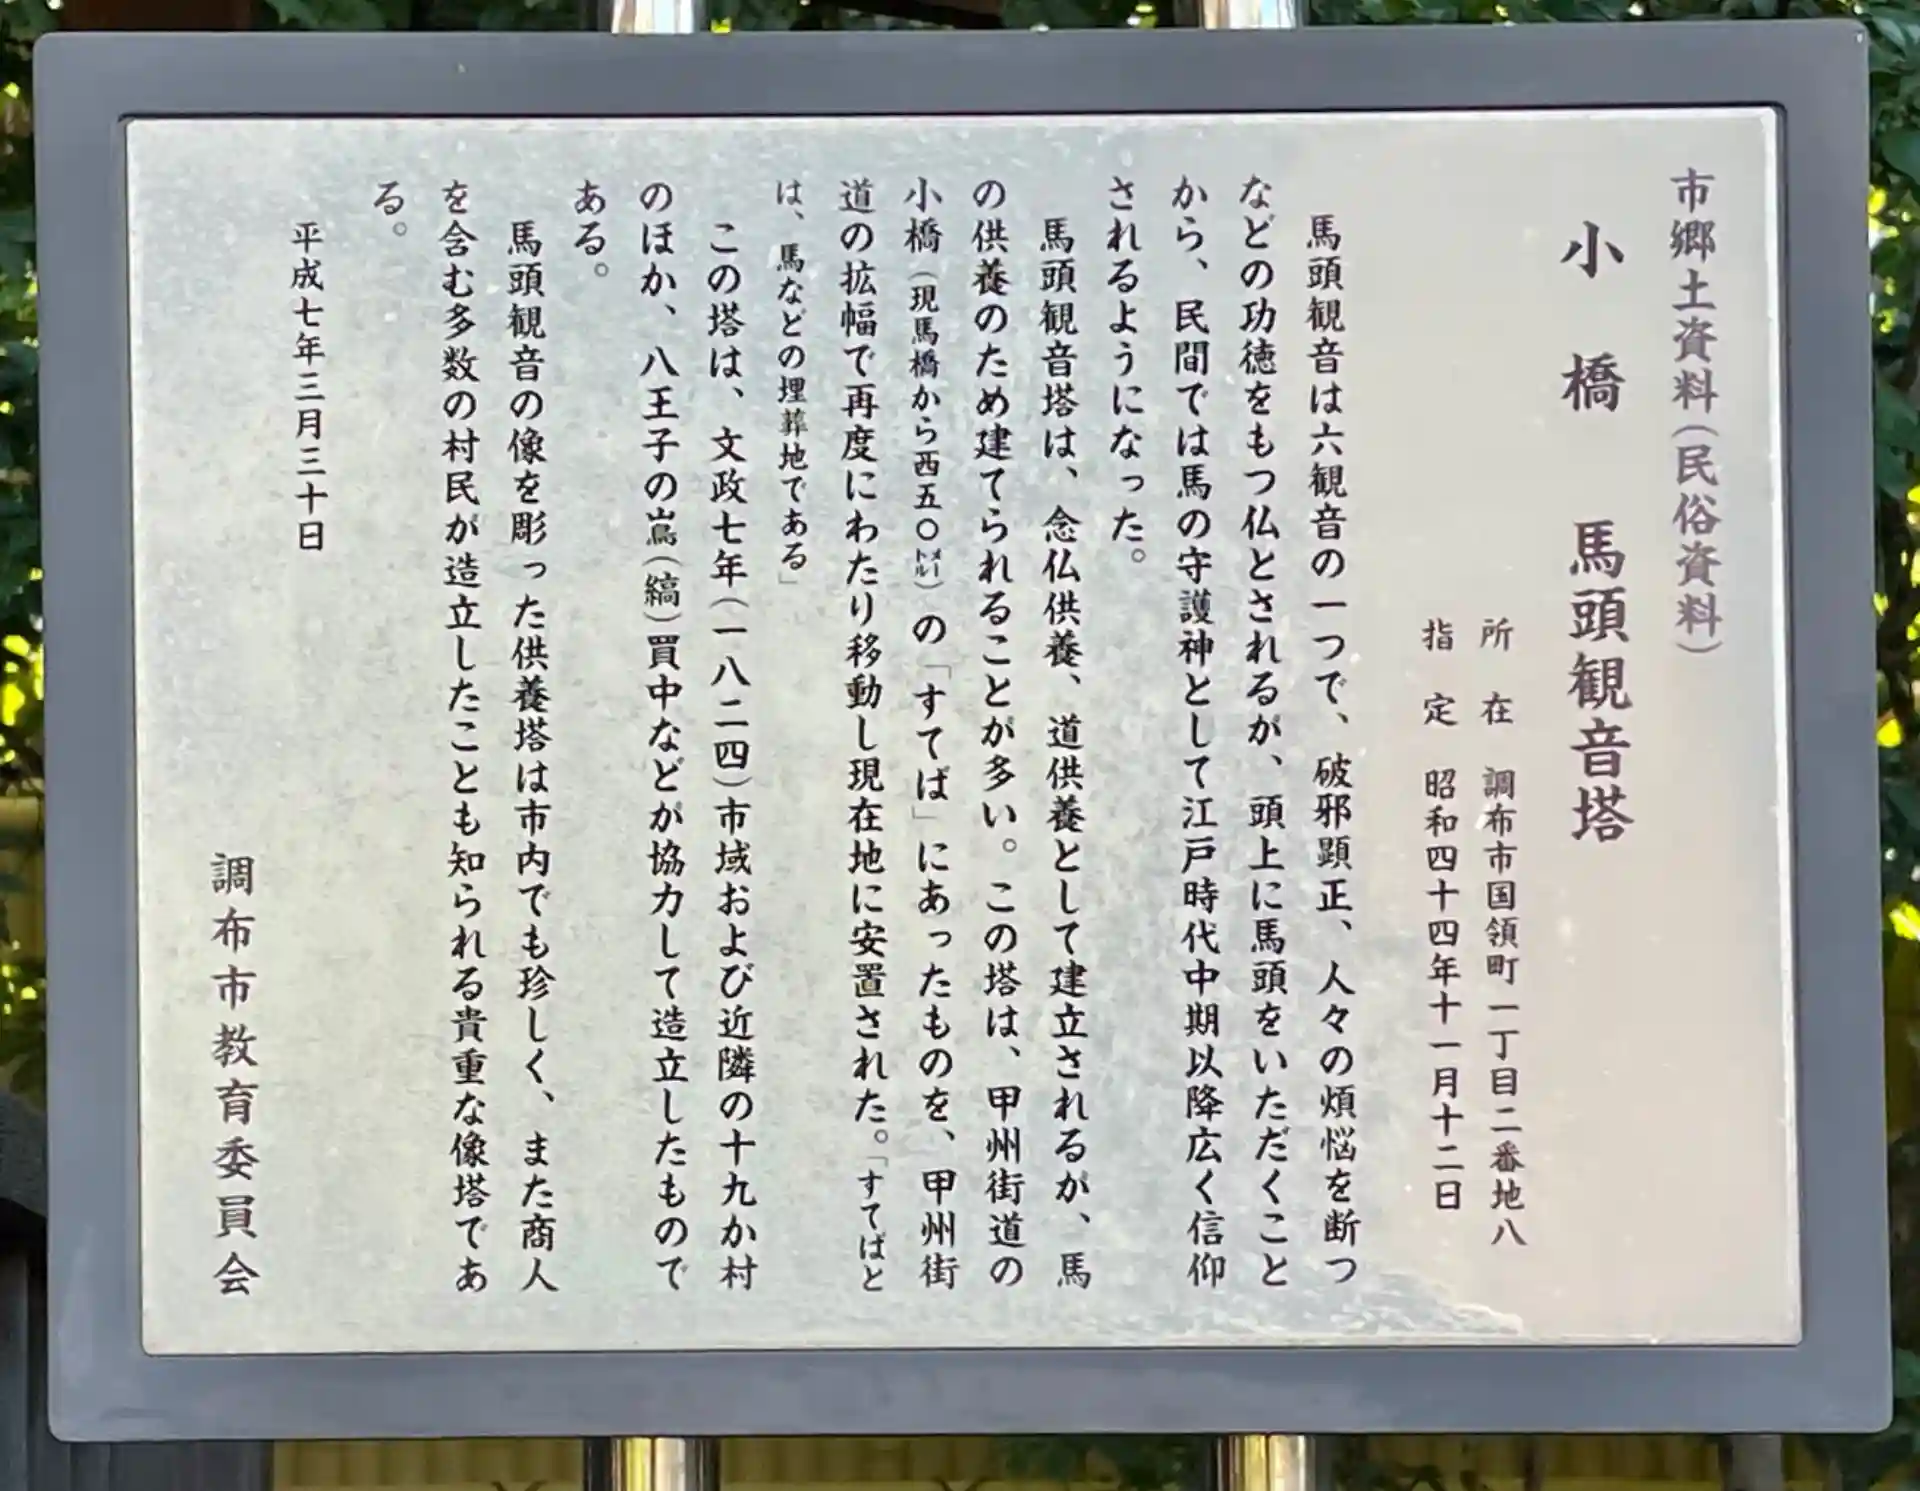 市郷土資料（民俗資料）
小橋　馬頭観音塔
所在　調布市国領町一丁目二番地八
指定　昭和四十四年十一月十二日
馬頭観音は六観音の一つで、破邪顕正、人々の煩悩を断つ
などの功徳をもつ仏とされるが、頭上に馬頭をいただくこと
から、民間では馬の守護神として江戸時代中期以降広く信仰
されるようになった。
馬頭観音塔は、念仏供養、道供養として建立されるが、馬
の供養のため建てられることが多い。この塔は、甲州街道の
小橋（現馬橋から西五〇メートル）の「すてば」にあったものを、甲州街
道の拡幅で再度にわたり移動し現在地に安置された。「すてばと
は、馬などの埋葬地である」
この塔は、文政七年（一八二四）市域および近隣の十九か村
のほか、八王子の嶌（縞）買中などが協力して造立したもので
ある。
馬頭観音の像を彫った供養塔は市内でも珍しく、また商人
を含む多数の村民が造立したことも知られる貴重な像塔であ
る。
平成七年三月三十日
調布市教育委員会